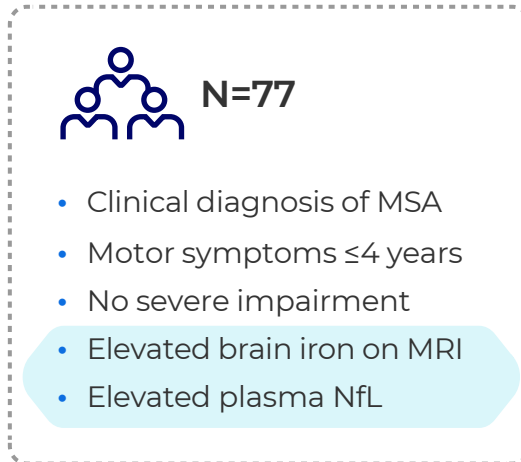 N=77
• Clinical diagnosis of MSA
• Motor symptoms ≤4 years
• No severe impairment
• Elevated brain iron on MRI
• Elevated plasma NfL